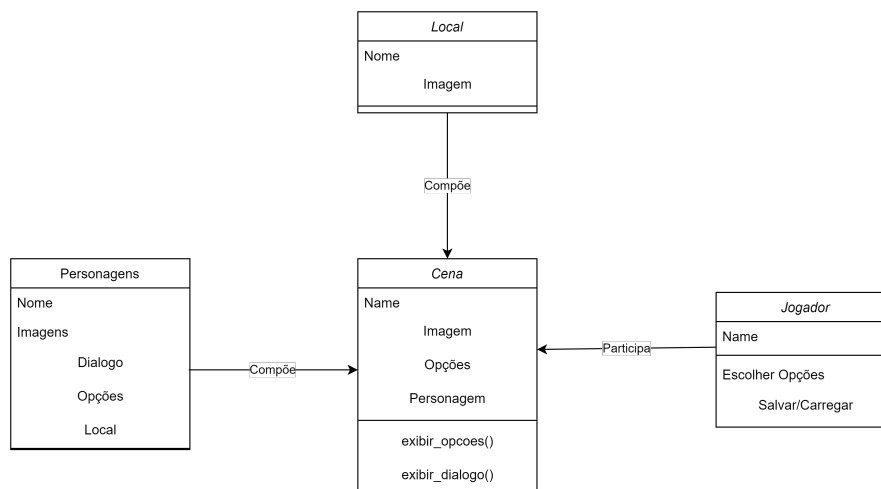 Local
Nome
Imagem
Compõe
Personagens
Nome
Imagens
Dialogo
Opções
Local
Compõe
Cena
Name
Imagem
Opções
Personagem
exibir_opcoes()
exibir_dialogo()
Participa
Jogador
Name
Escolher Opções
Salvar/Carregar